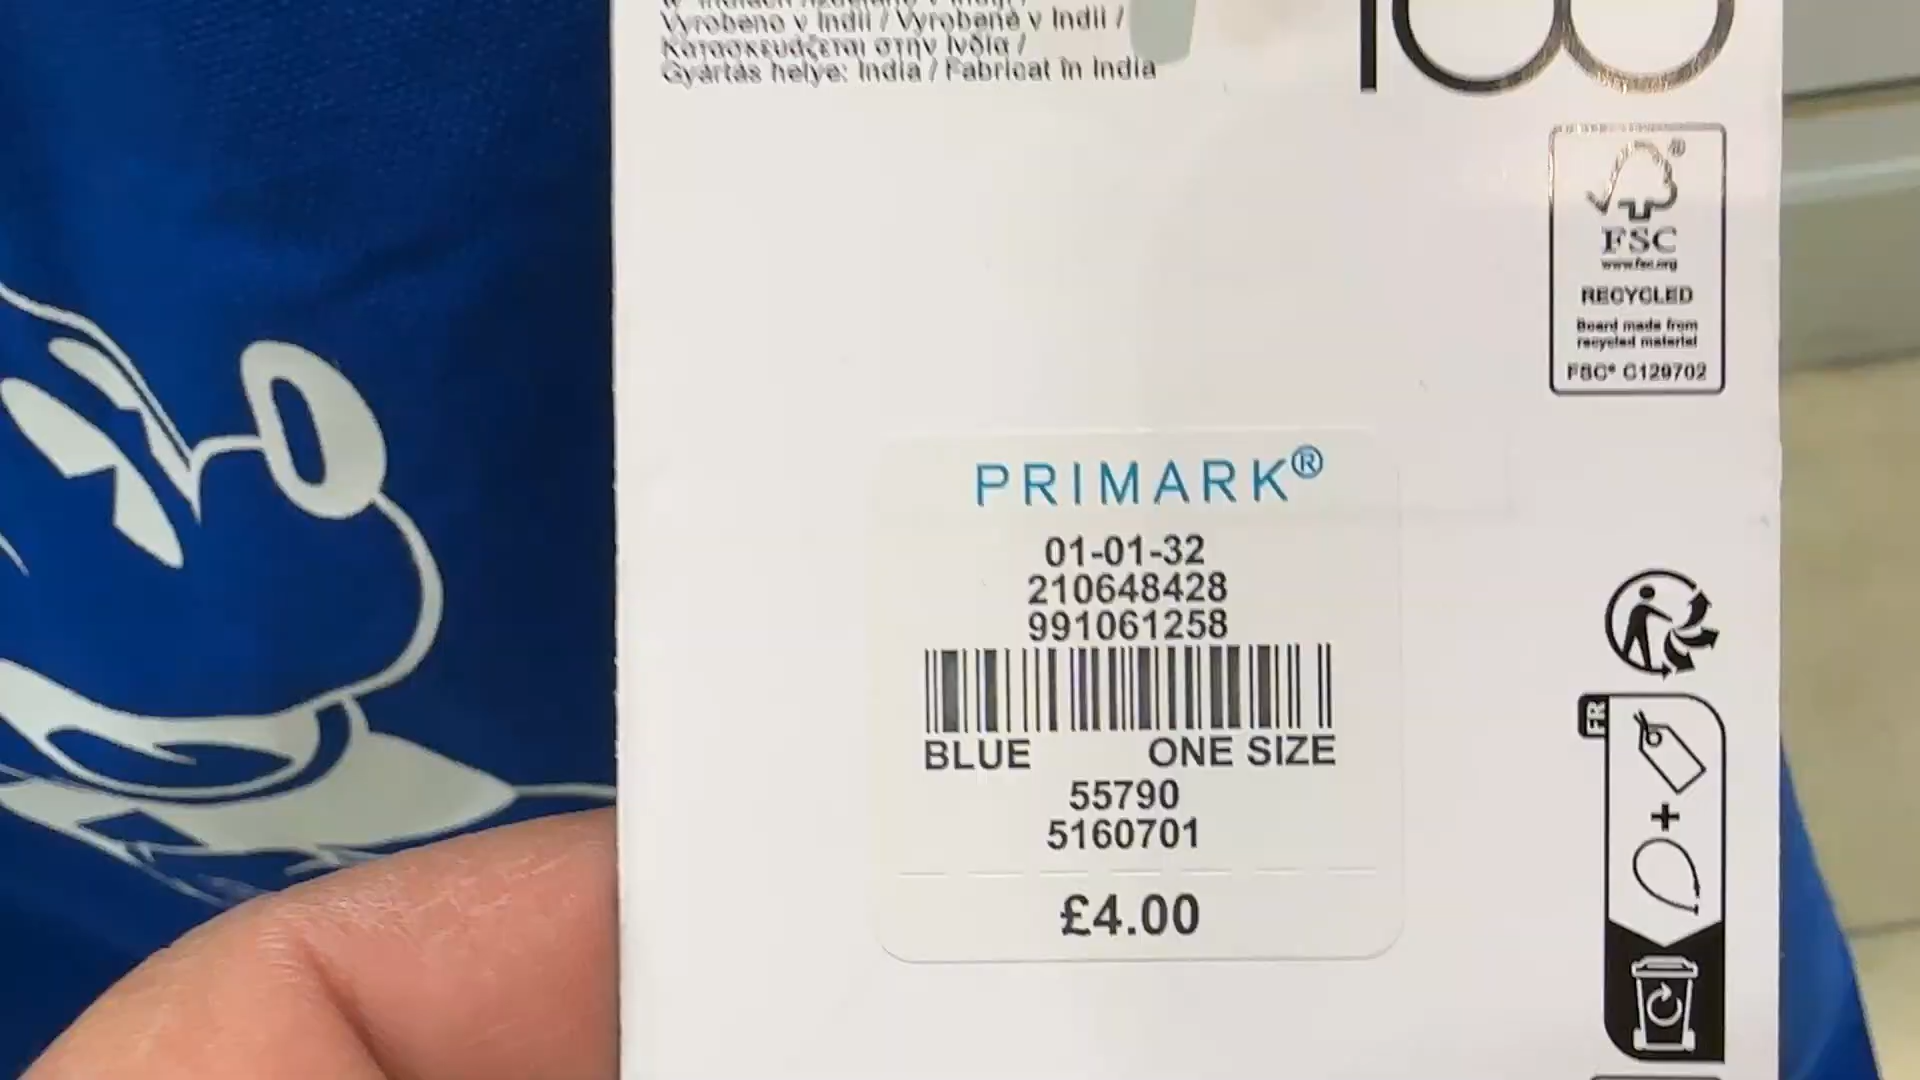 Vyrobeno v Indii / Vyrobené v Indii /
Κατασκευάζεται στην Ινδία /
Gyártás helye: India / Fabricat în India
100
FSC®
www.fsc.org
RECYCLED
Board made from
recycled material
FSC® C129702
PRIMARK®
01-01-32
210648428
991061258
BLUE ONE SIZE
55790
5160701
£4.00
FR
+